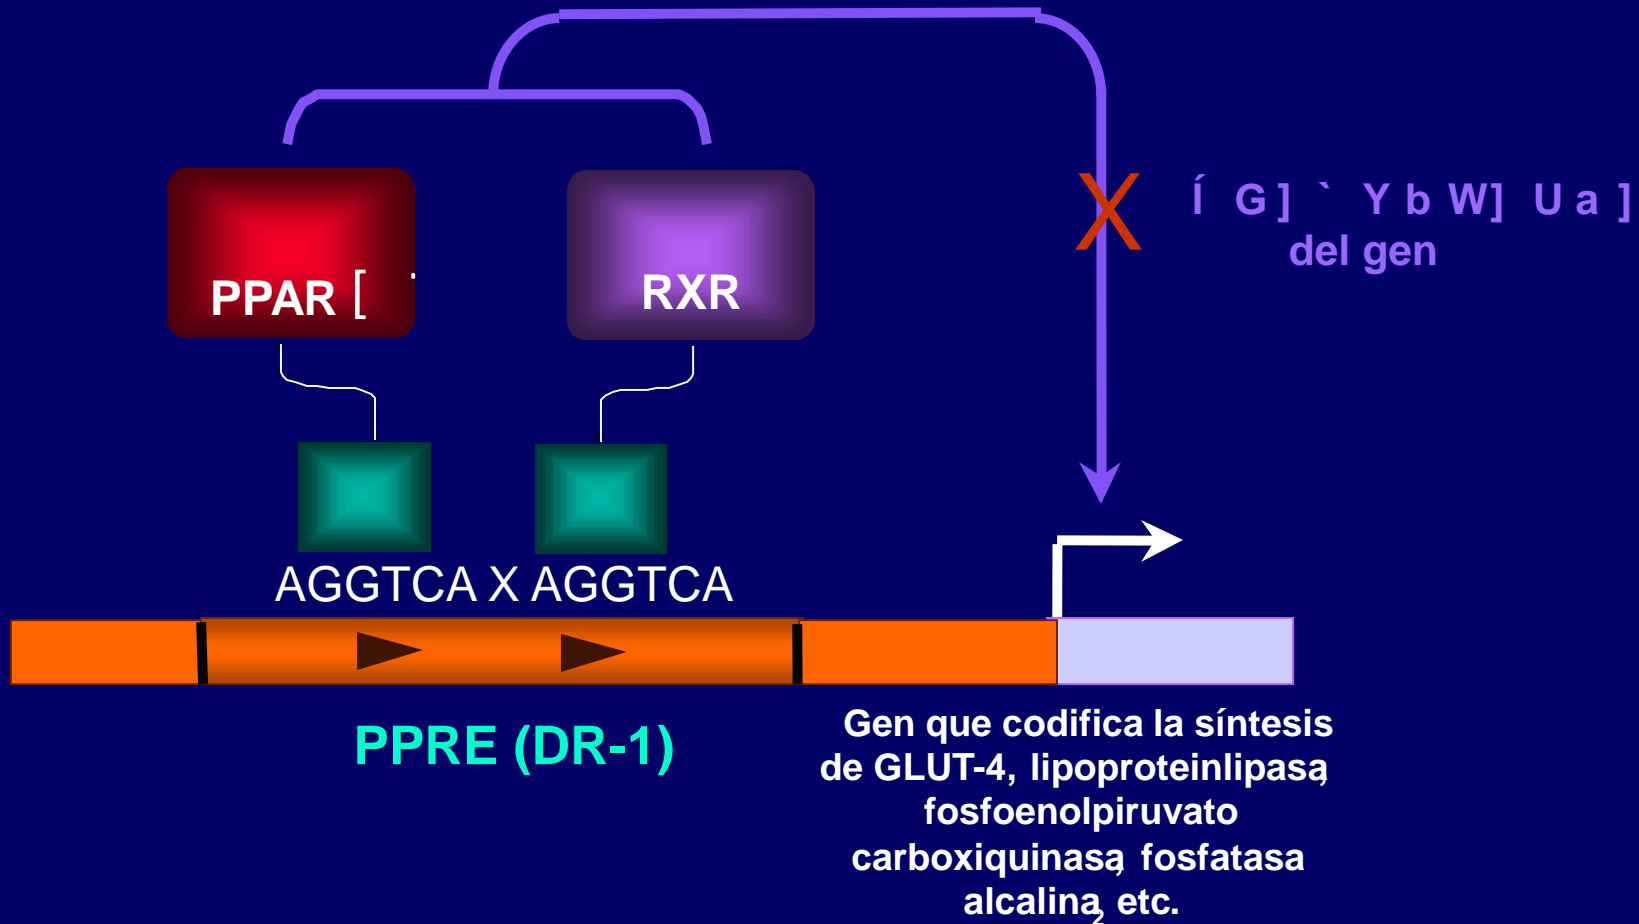 PPAR [
RXR
Í G ] ` Y b W ] U a ]
del gen
AGGTCA X AGGTCA
PPRE (DR-1)
Gen que codifica la síntesis
de GLUT-4, lipoproteinlipasa,
fosfoenolpiruvato
carboxiquinasa, fosfatasa
alcalina, etc.
2